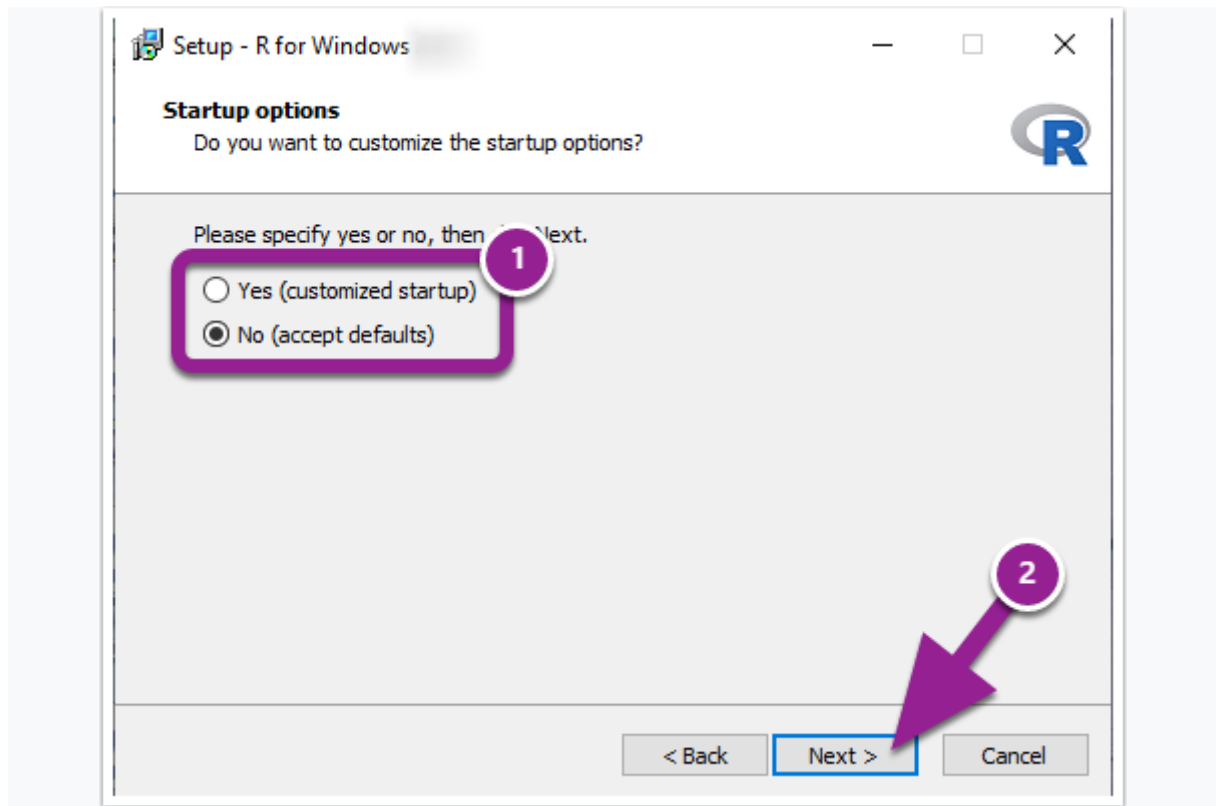 Setup - R for Windows
Startup options
Do you want to customize the startup options?
R
Please specify yes or no, then Next.
1
Yes (customized startup)
No (accept defaults)
2
< Back
Next >
Cancel